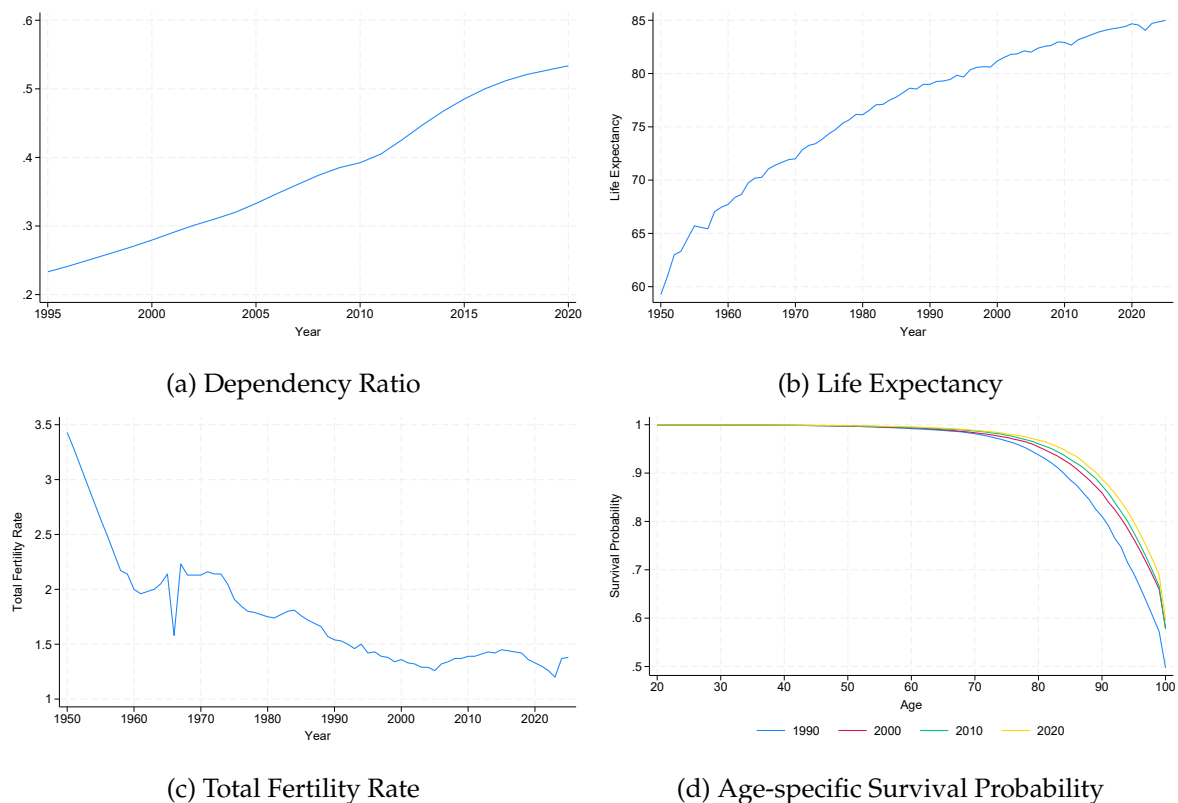 .6
.5
.4
.3
.2
1995 2000 2005 2010 2015 2020
Year
(a) Dependency Ratio
Life Expectancy
85
80
75
70
65
60
1950 1960 1970 1980 1990 2000 2010 2020
Year
(b) Life Expectancy
Total Fertility Rate
3.5
3
2.5
2
1.5
1
1950 1960 1970 1980 1990 2000 2010 2020
Year
(c) Total Fertility Rate
Survival Probability
1
.9
.8
.7
.6
.5
20 30 40 50 60 70 80 90 100
Age
1990 2000 2010 2020
(d) Age-specific Survival Probability